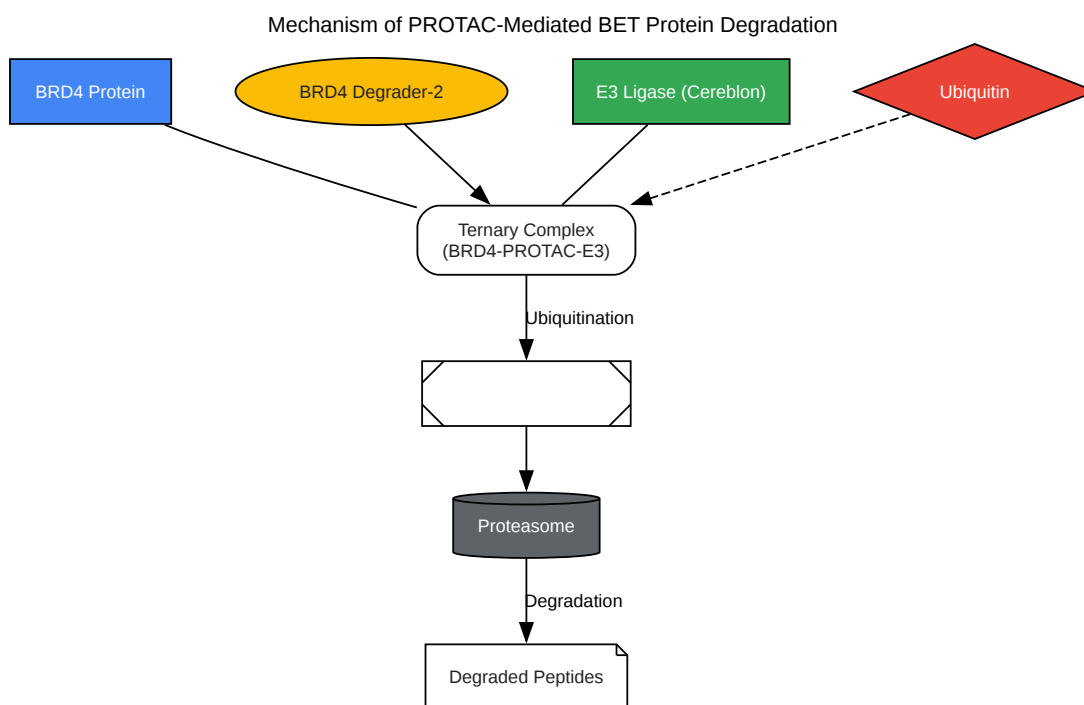 Mechanism of PROTAC-Mediated BET Protein Degradation
BRD4 Protein
BRD4 Degrader-2
E3 Ligase (Cereblon)
Ubiquitin
Ternary Complex
(BRD4-PROTAC-E3)
Ubiquitination
Proteasome
Degradation
Degraded Peptides